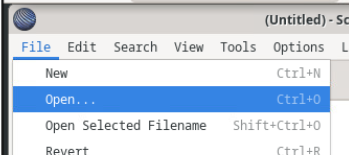 (Untitled) - Sc
File Edit Search View Tools Options L
New Ctrl+N
Open... Ctrl+O
Open Selected Filename Shift+Ctrl+O
Revert Ctrl+R